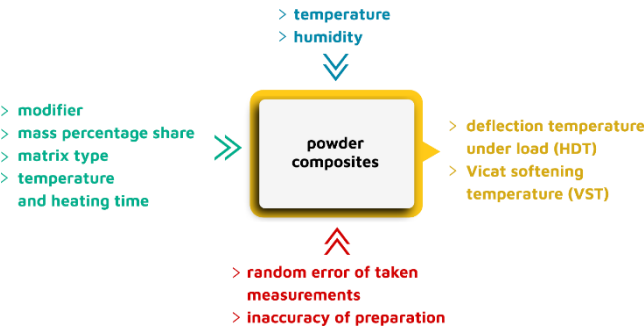 > temperature
> humidity
> modifier
> mass percentage share
> matrix type
> temperature
and heating time
powder
composites
> deflection temperature
under load (HDT)
> Vicat softening
temperature (VST)
> random error of taken
measurements
> inaccuracy of preparation